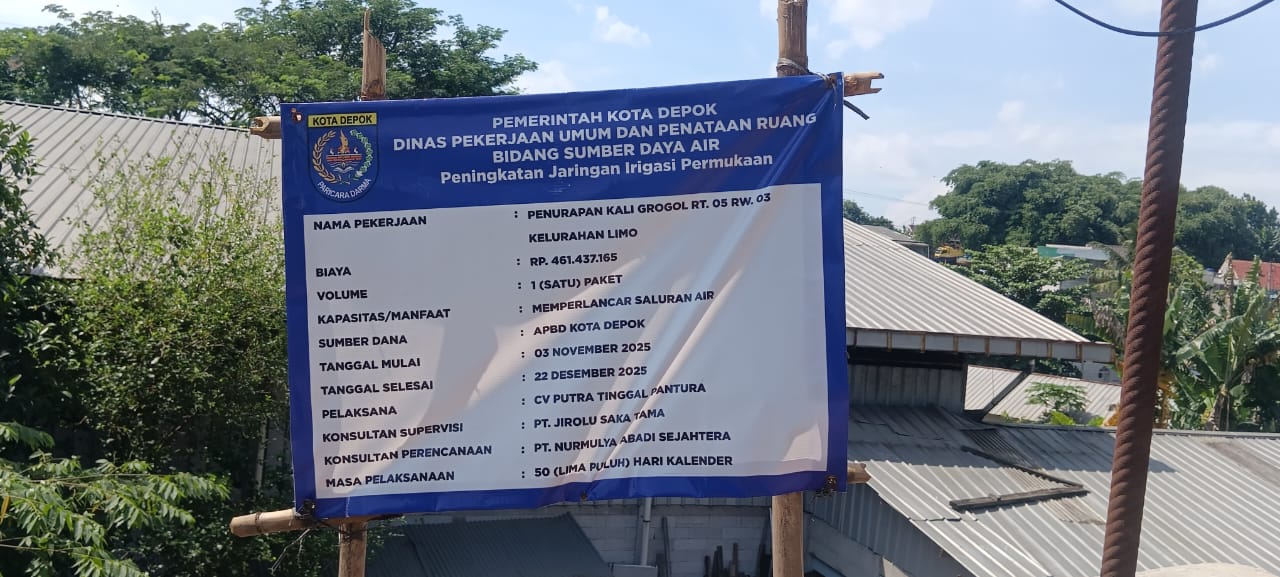 KOTA DEPOK
PARICARA DARMA
PEMERINTAH KOTA DEPOK
DINAS PEKERJAAN UMUM DAN PENATAAN RUANG
BIDANG SUMBER DAYA AIR
Peningkatan Jaringan Irigasi Permukaan
NAMA PEKERJAAN : PENURAPAN KALI GROGOL RT. 05 RW. 03
KELURAHAN LIMO
BIAYA : RP. 461.437.165
VOLUME : 1 (SATU) PAKET
KAPASITAS/MANFAAT : MEMPERLANCAR SALURAN AIR
SUMBER DANA : APBD KOTA DEPOK
TANGGAL MULAI : 03 NOVEMBER 2025
TANGGAL SELESAI : 22 DESEMBER 2025
PELAKSANA : CV PUTRA TINGGAL PANTURA
KONSULTAN SUPERVISI : PT. JIROLU SAKA TAMA
KONSULTAN PERENCANAAN : PT. NURMULYA ABADI SEJAHTERA
MASA PELAKSANAAN : 50 (LIMA PULUH) HARI KALENDER